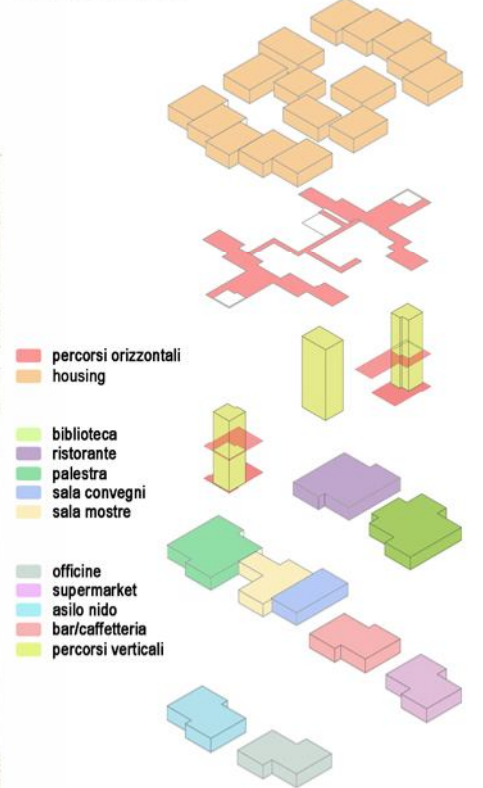 percorsi orizzontali
housing
biblioteca
ristorante
palestra
sala convegni
sala mostre
officine
supermarket
asilo nido
bar/caffetteria
percorsi verticali